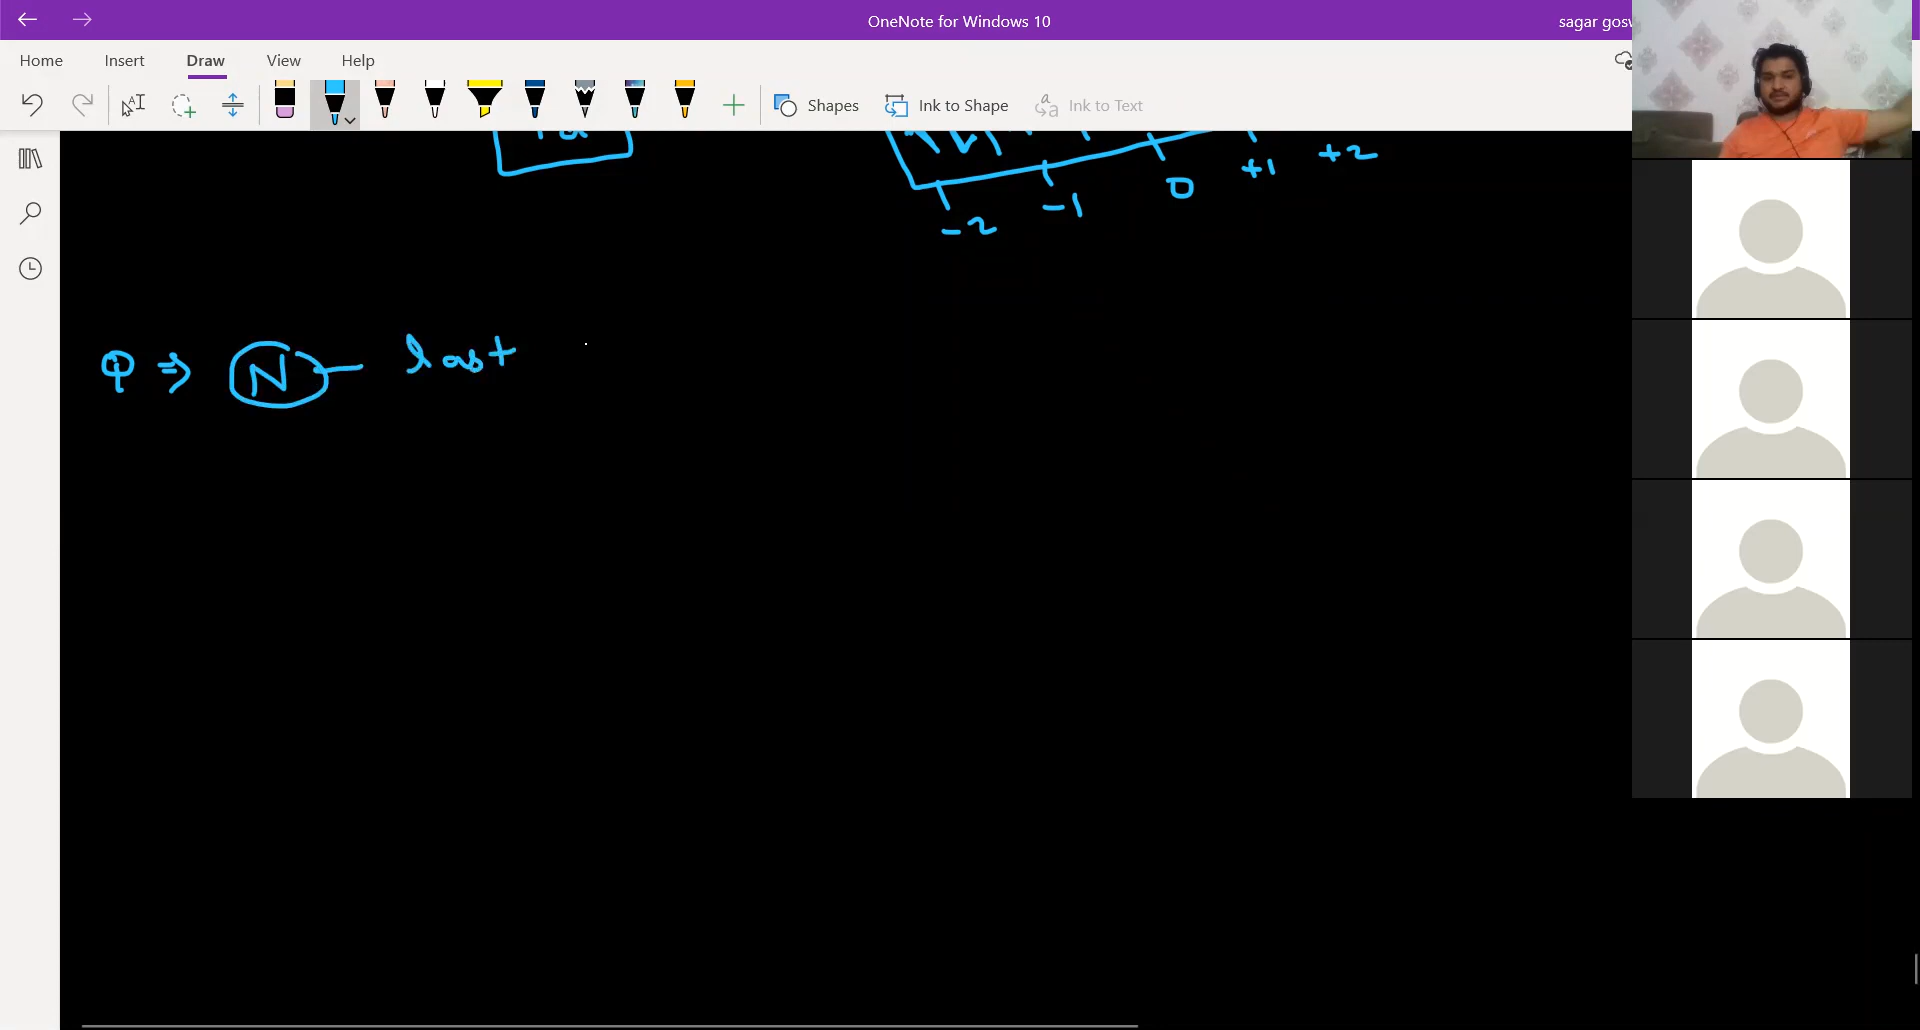 OneNote for Windows 10
sagar gosw
Home Insert Draw View Help
Shapes Ink to Shape Ink to Text
-2 -1 0 +1 +2
Q ⇒ N last